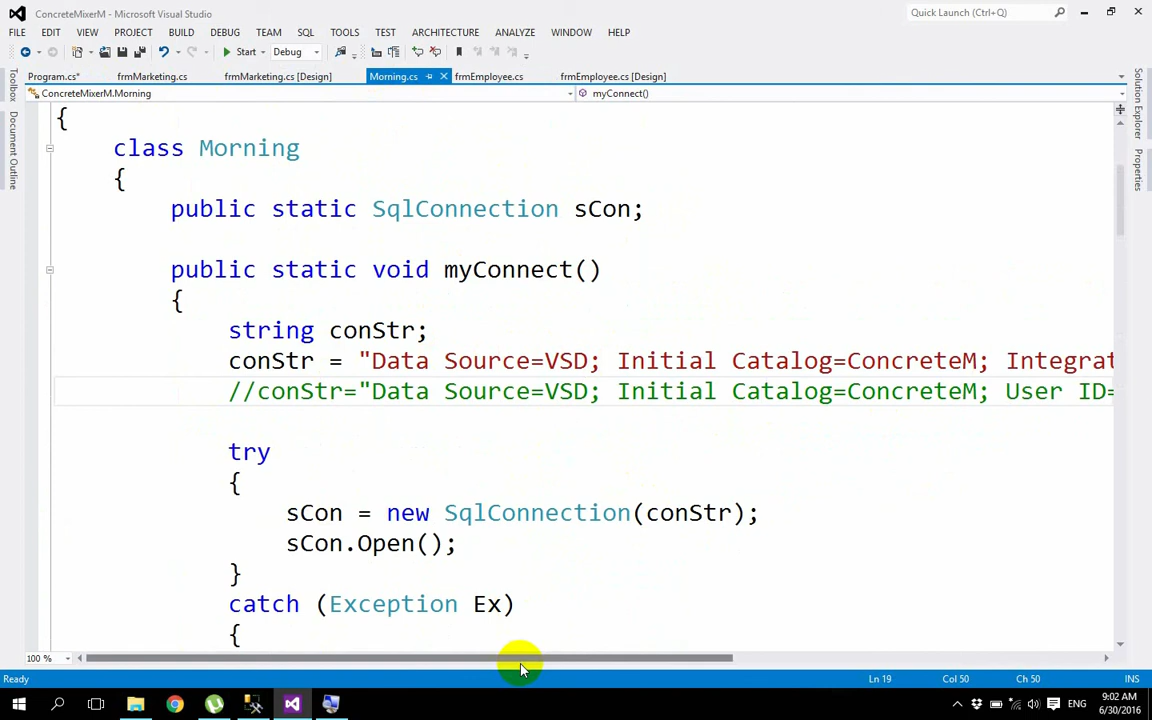 ConcreteMixerM - Microsoft Visual Studio
Quick Launch (Ctrl+Q)
FILE EDIT VIEW PROJECT BUILD DEBUG TEAM SQL TOOLS TEST ARCHITECTURE ANALYZE WINDOW HELP
Start Debug
Program.cs* frmMarketing.cs frmMarketing.cs [Design] Morning.cs frmEmployee.cs frmEmployee.cs [Design]
ConcreteMixerM.Morning myConnect()
Toolbox
Document Outline
Solution Explorer
Properties
{
class Morning
{
public static SqlConnection sCon;
public static void myConnect()
{
string conStr;
conStr = "Data Source=VSD; Initial Catalog=ConcreteM; Integrat
//conStr="Data Source=VSD; Initial Catalog=ConcreteM; User ID=
try
{
sCon = new SqlConnection(conStr);
sCon.Open();
}
catch (Exception Ex)
{
100 %
Ready Ln 19 Col 50 Ch 50 INS
ENG 9:02 AM
6/30/2016